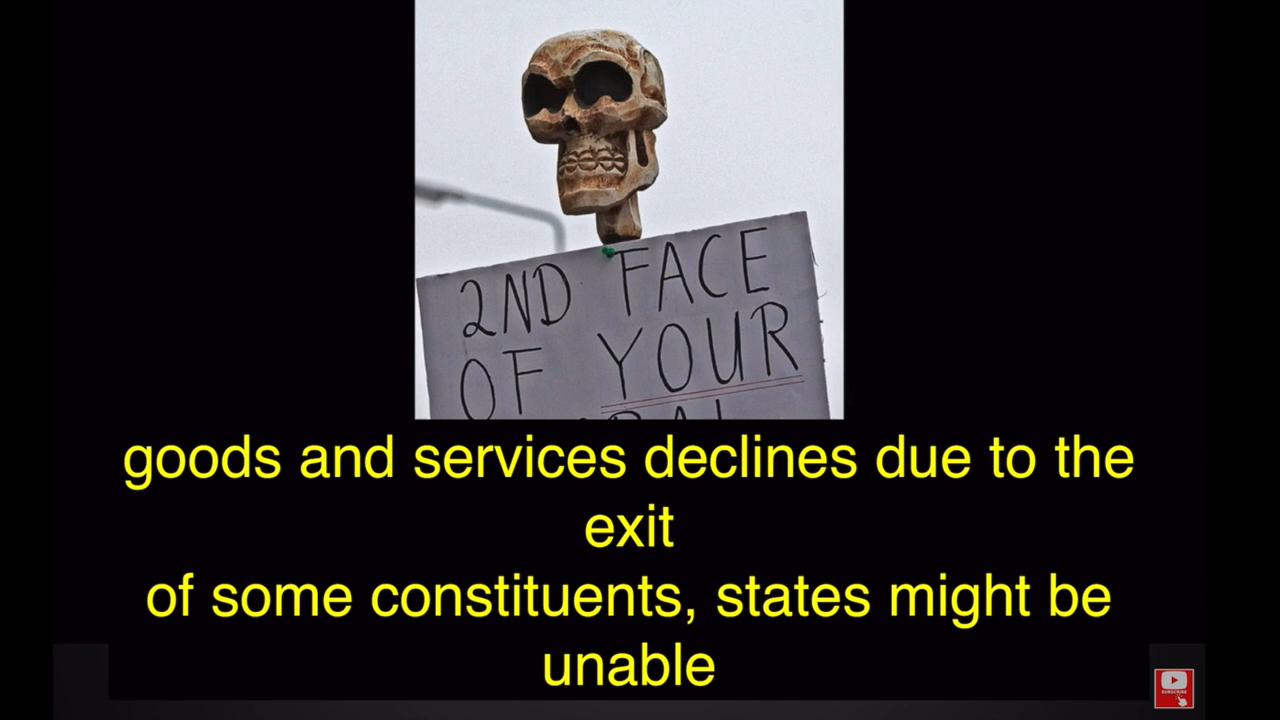 2ND FACE
OF YOUR
goods and services declines due to the
exit
of some constituents, states might be
unable
SUBSCRIBE